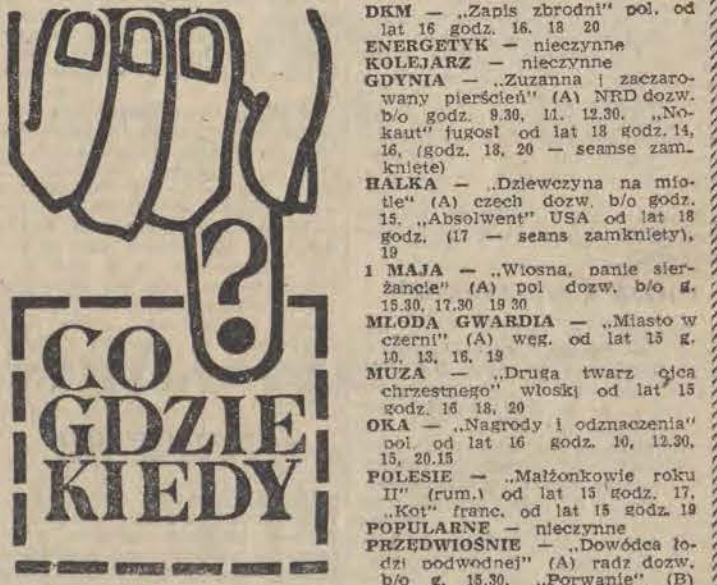 ?
CO
GDZIE
KIEDY
DKM — „Zapis zbrodni" pol. od
lat 16 godz. 16. 18 20
ENERGETYK — nieczynne
KOLEJARZ — nieczynne
GDYNIA — „Zuzanna i zaczaro-
wany pierścień" (A) NRD dozw.
b/o godz. 9.30, 11. 12.30. „No-
kaut" jugosł od lat 18 godz. 14,
16, (godz. 18, 20 — seanse zam-
knięte)
HALKA — „Dziewczyna na mio-
tle" (A) czech dozw. b/o godz.
15. „Absolwent" USA od lat 18
godz. (17 — seans zamknięty),
19
1 MAJA — „Wiosna, panie sier-
żancie" (A) pol dozw. b/o g.
15.30, 17.30 19 30
MŁODA GWARDIA — „Miasto w
czerni" (A) węg. od lat 15 g.
10, 13, 16, 19
MUZA — „Druga twarz ojca
chrzestnego" włoski od lat 15
godz. 16 18, 20
OKA — „Nagrody i odznaczenia"
pol. od lat 16 godz. 10, 12.30,
15, 20.15
POLESIE — „Małżonkowie roku
II" (rum.) od lat 15 godz. 17,
„Kot" franc. od lat 15 godz. 19
POPULARNE — nieczynne
PRZEDWIOŚNIE — „Dowódca ło-
dzi podwodnej" (A) radz dozw.
b/o g. 15.30. „Porwanie" (B)